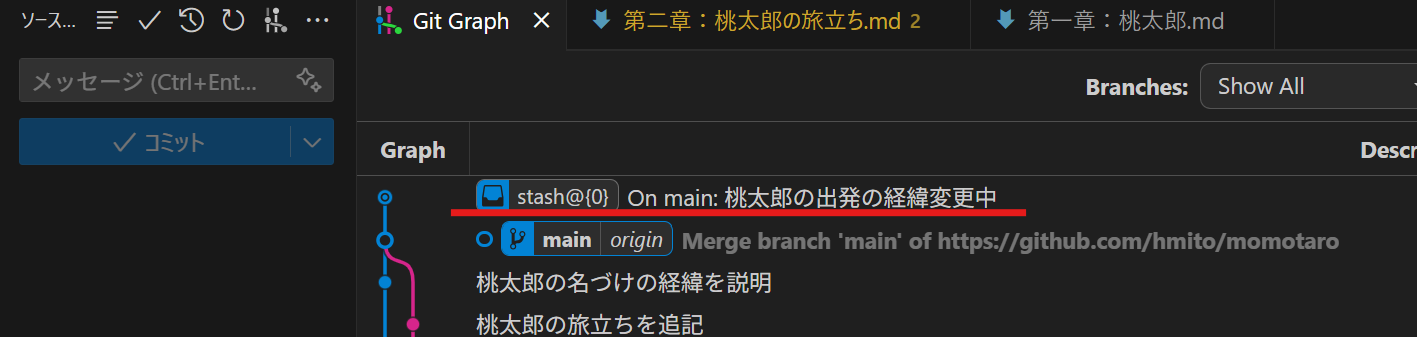 ソース...
Git Graph
第二章：桃太郎の旅立ち.md 2
第一章：桃太郎.md
メッセージ (Ctrl+Ent...
コミット
Branches: Show All
Graph
Descr
stash@{0} On main: 桃太郎の出発の経緯変更中
main origin Merge branch 'main' of https://github.com/hmito/momotaro
桃太郎の名づけの経緯を説明
桃太郎の旅立ちを追記